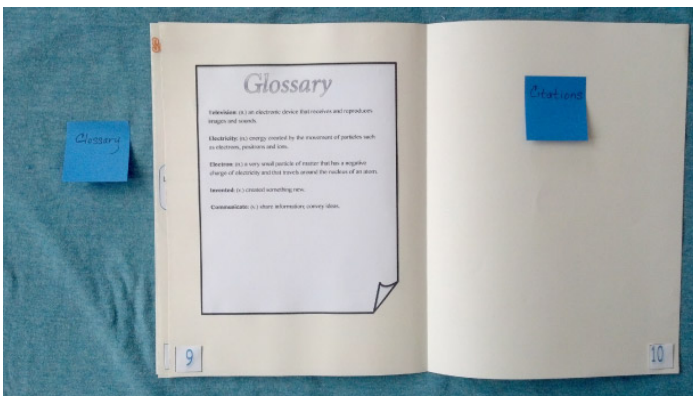 Glossary
Glossary
Television: (n.) an electronic device that receives and reproduces
images and sounds.
Electricity: (n.) energy created by the movement of particles such
as electrons, positrons and ions.
Electron: (n.) a very small particle of matter that has a negative
charge of electricity and that travels around the nucleus of an atom.
Invented: (v.) created something new.
Communicate: (v.) share information; convey ideas.
9
Citations
10